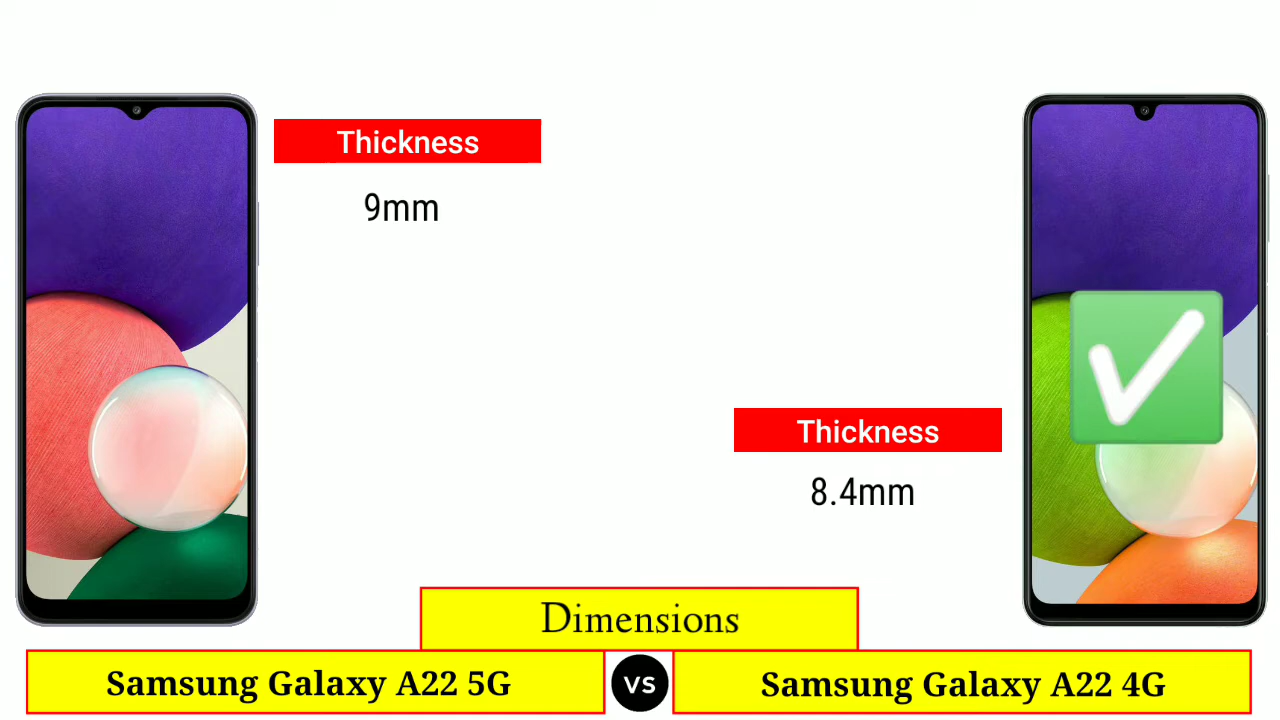 Thickness
9mm
Thickness
8.4mm
Dimensions
Samsung Galaxy A22 5G
VS
Samsung Galaxy A22 4G